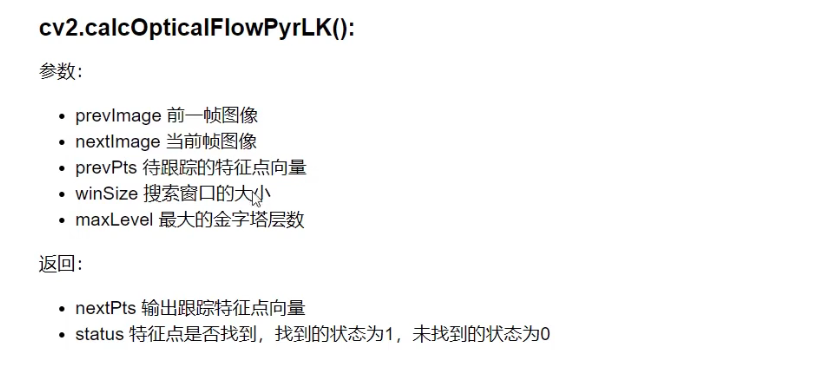 cv2.calcOpticalFlowPyrLK():
参数：
prevImage 前一帧图像
nextImage 当前帧图像
prevPts 待跟踪的特征点向量
winSize 搜索窗口的大小
maxLevel 最大的金字塔层数
返回：
nextPts 输出跟踪特征点向量
status 特征点是否找到，找到的状态为1，未找到的状态为0